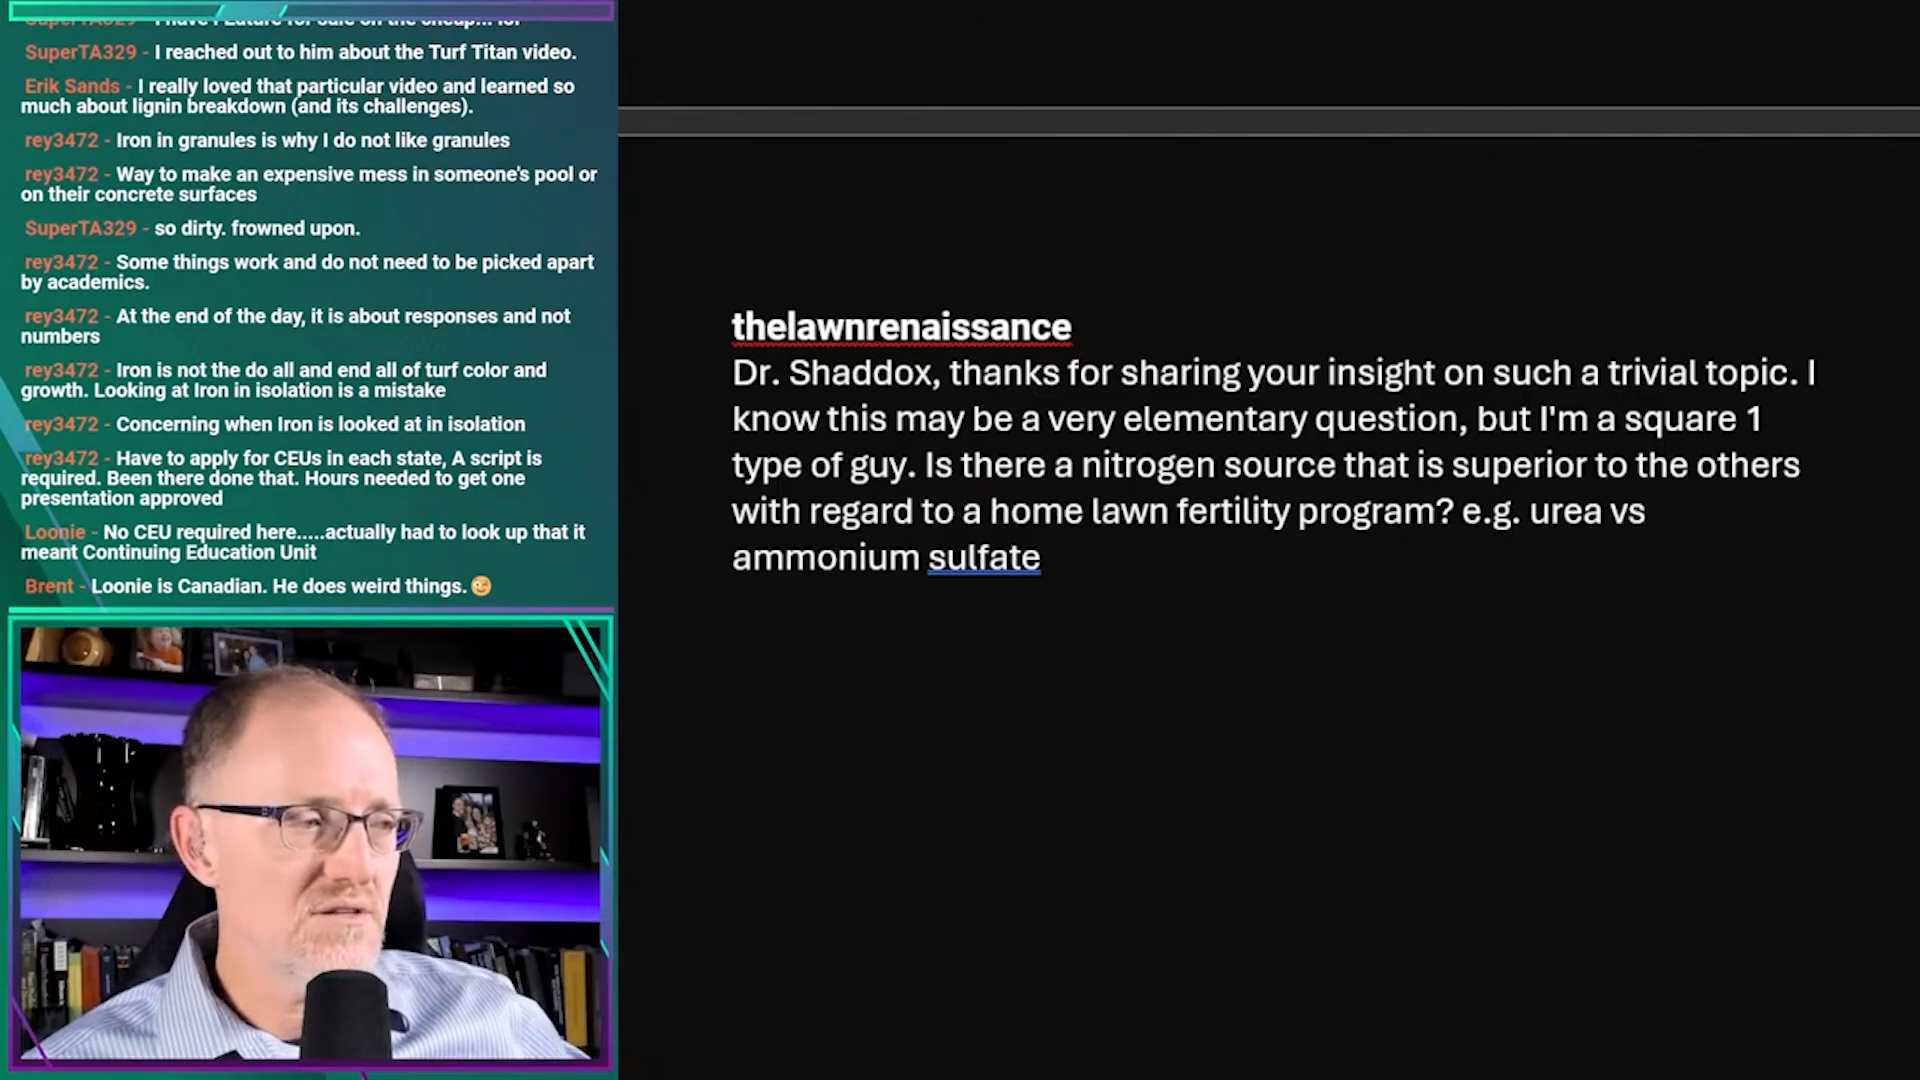 SuperTA329 - I have Feature for sale on the cheap... lol
SuperTA329 - I reached out to him about the Turf Titan video.
Erik Sands - I really loved that particular video and learned so
much about lignin breakdown (and its challenges).
rey3472 - Iron in granules is why I do not like granules
rey3472 - Way to make an expensive mess in someone's pool or
on their concrete surfaces
SuperTA329 - so dirty. frowned upon.
rey3472 - Some things work and do not need to be picked apart
by academics.
rey3472 - At the end of the day, it is about responses and not
numbers
rey3472 - Iron is not the do all and end all of turf color and
growth. Looking at Iron in isolation is a mistake
rey3472 - Concerning when Iron is looked at in isolation
rey3472 - Have to apply for CEUs in each state, A script is
required. Been there done that. Hours needed to get one
presentation approved
Loonie - No CEU required here.....actually had to look up that it
meant Continuing Education Unit
Brent - Loonie is Canadian. He does weird things. 😉
thelawnrenaissance
Dr. Shaddox, thanks for sharing your insight on such a trivial topic. I
know this may be a very elementary question, but I'm a square 1
type of guy. Is there a nitrogen source that is superior to the others
with regard to a home lawn fertility program? e.g. urea vs
ammonium sulfate